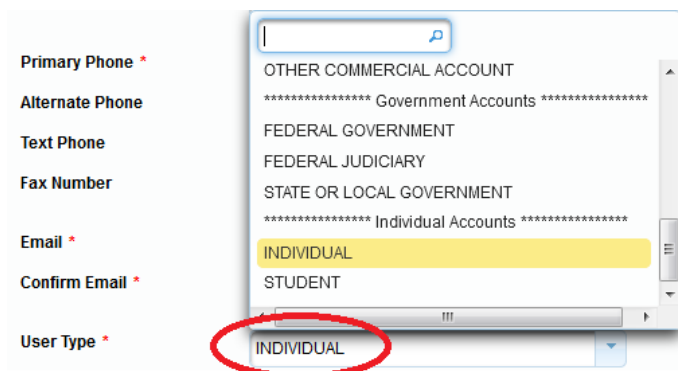 Primary Phone *
Alternate Phone
Text Phone
Fax Number
Email *
Confirm Email *
User Type *
OTHER COMMERCIAL ACCOUNT
**************** Government Accounts ****************
FEDERAL GOVERNMENT
FEDERAL JUDICIARY
STATE OR LOCAL GOVERNMENT
**************** Individual Accounts ****************
INDIVIDUAL
STUDENT
INDIVIDUAL